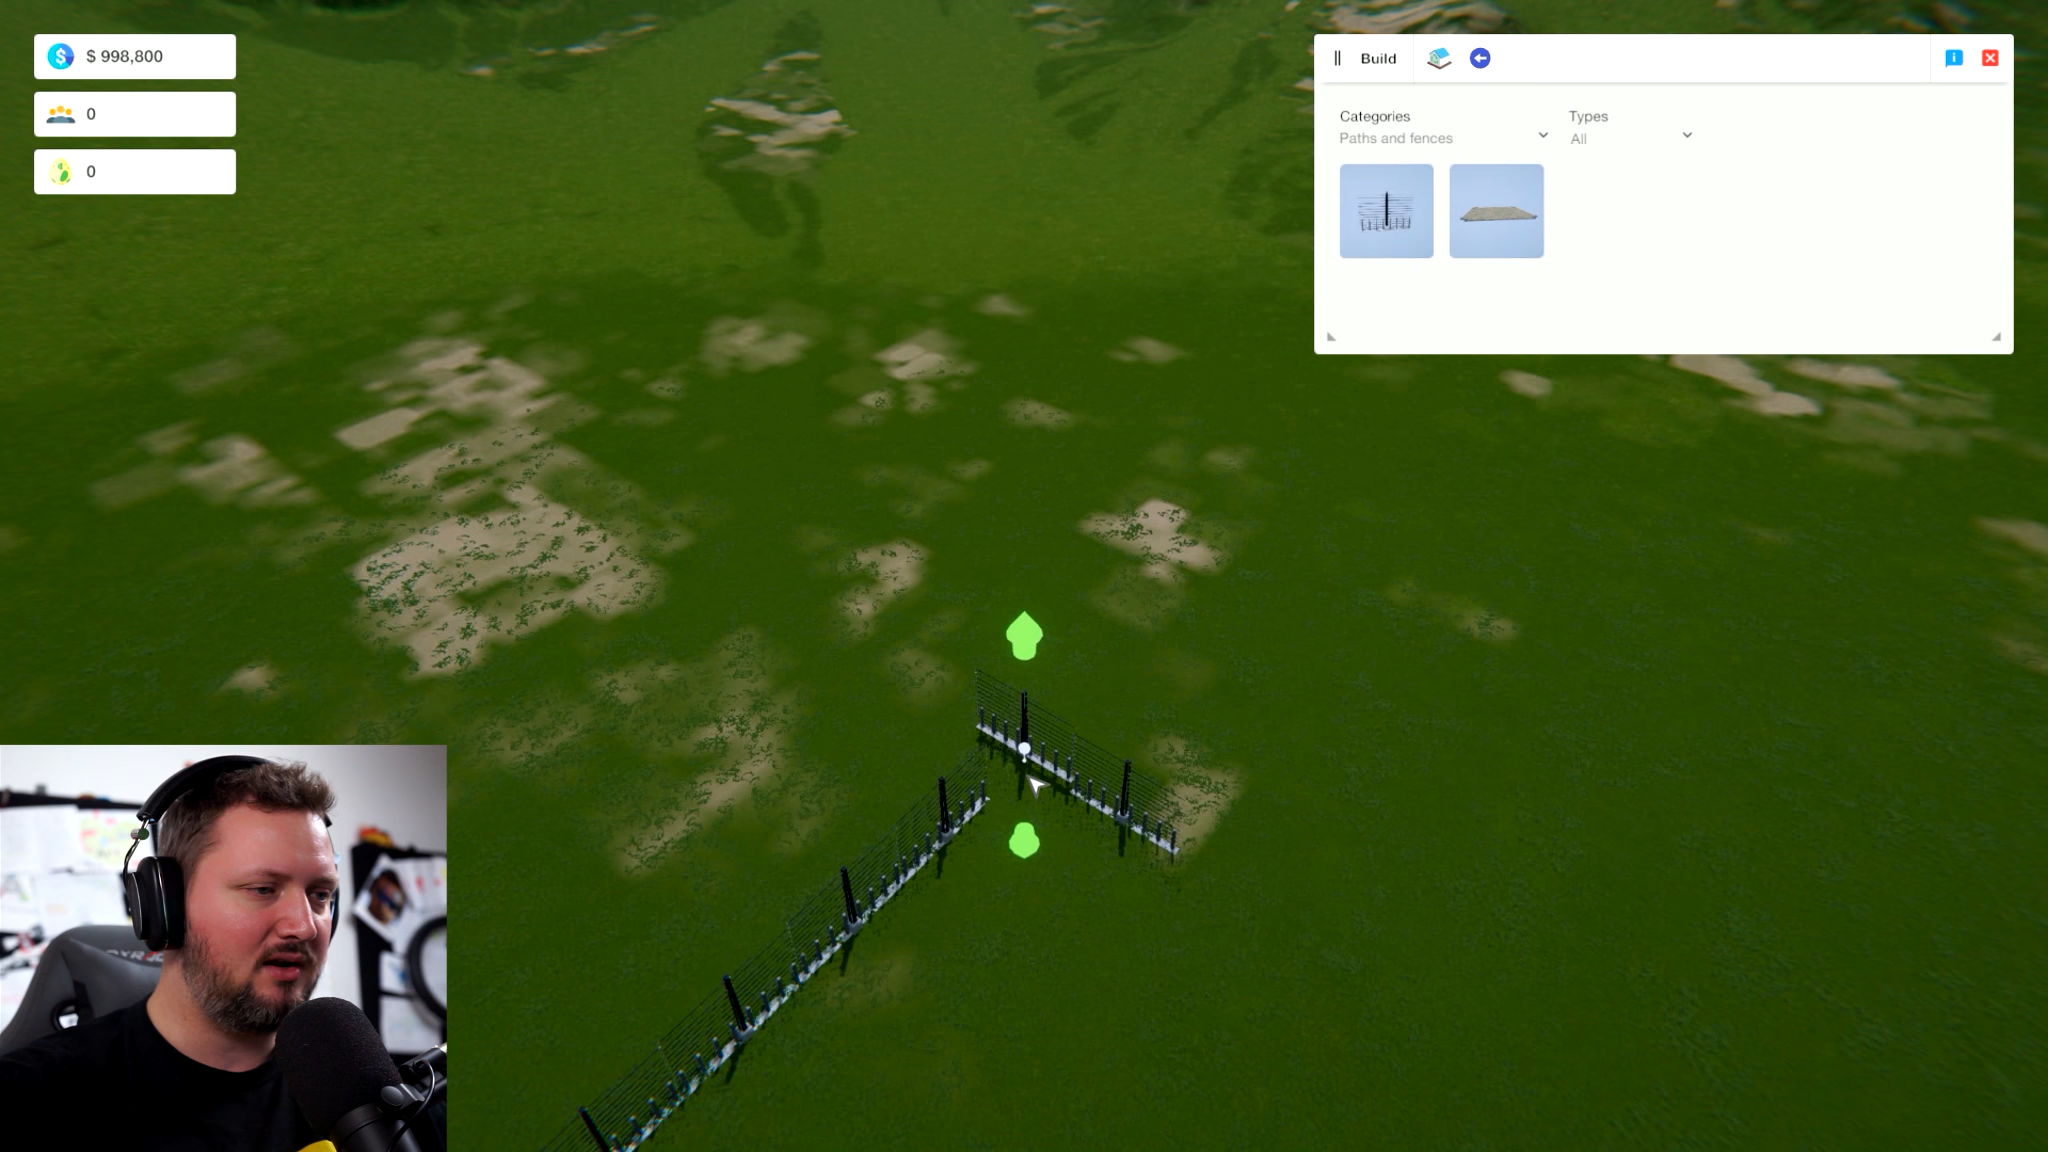 $ 998,800
0
0
Build
Categories
Types
Paths and fences
All